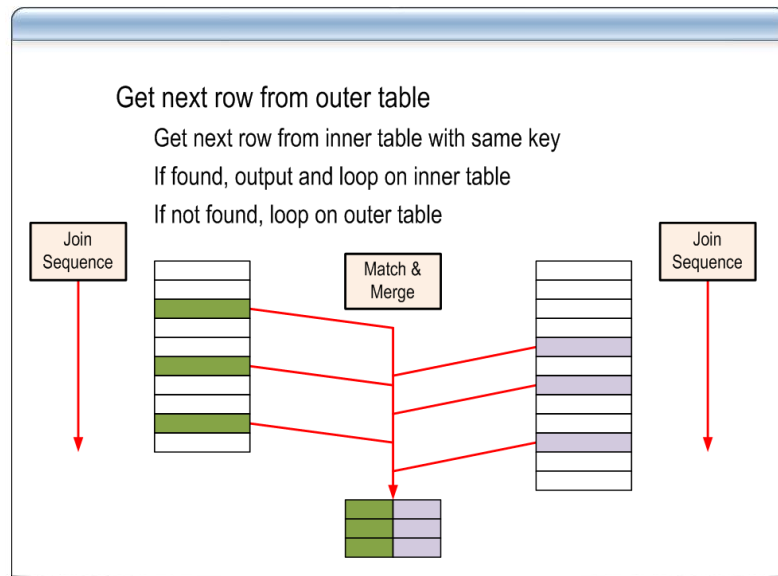 Get next row from outer table
Get next row from inner table with same key
If found, output and loop on inner table
If not found, loop on outer table
Join
Sequence
Match &
Merge
Join
Sequence